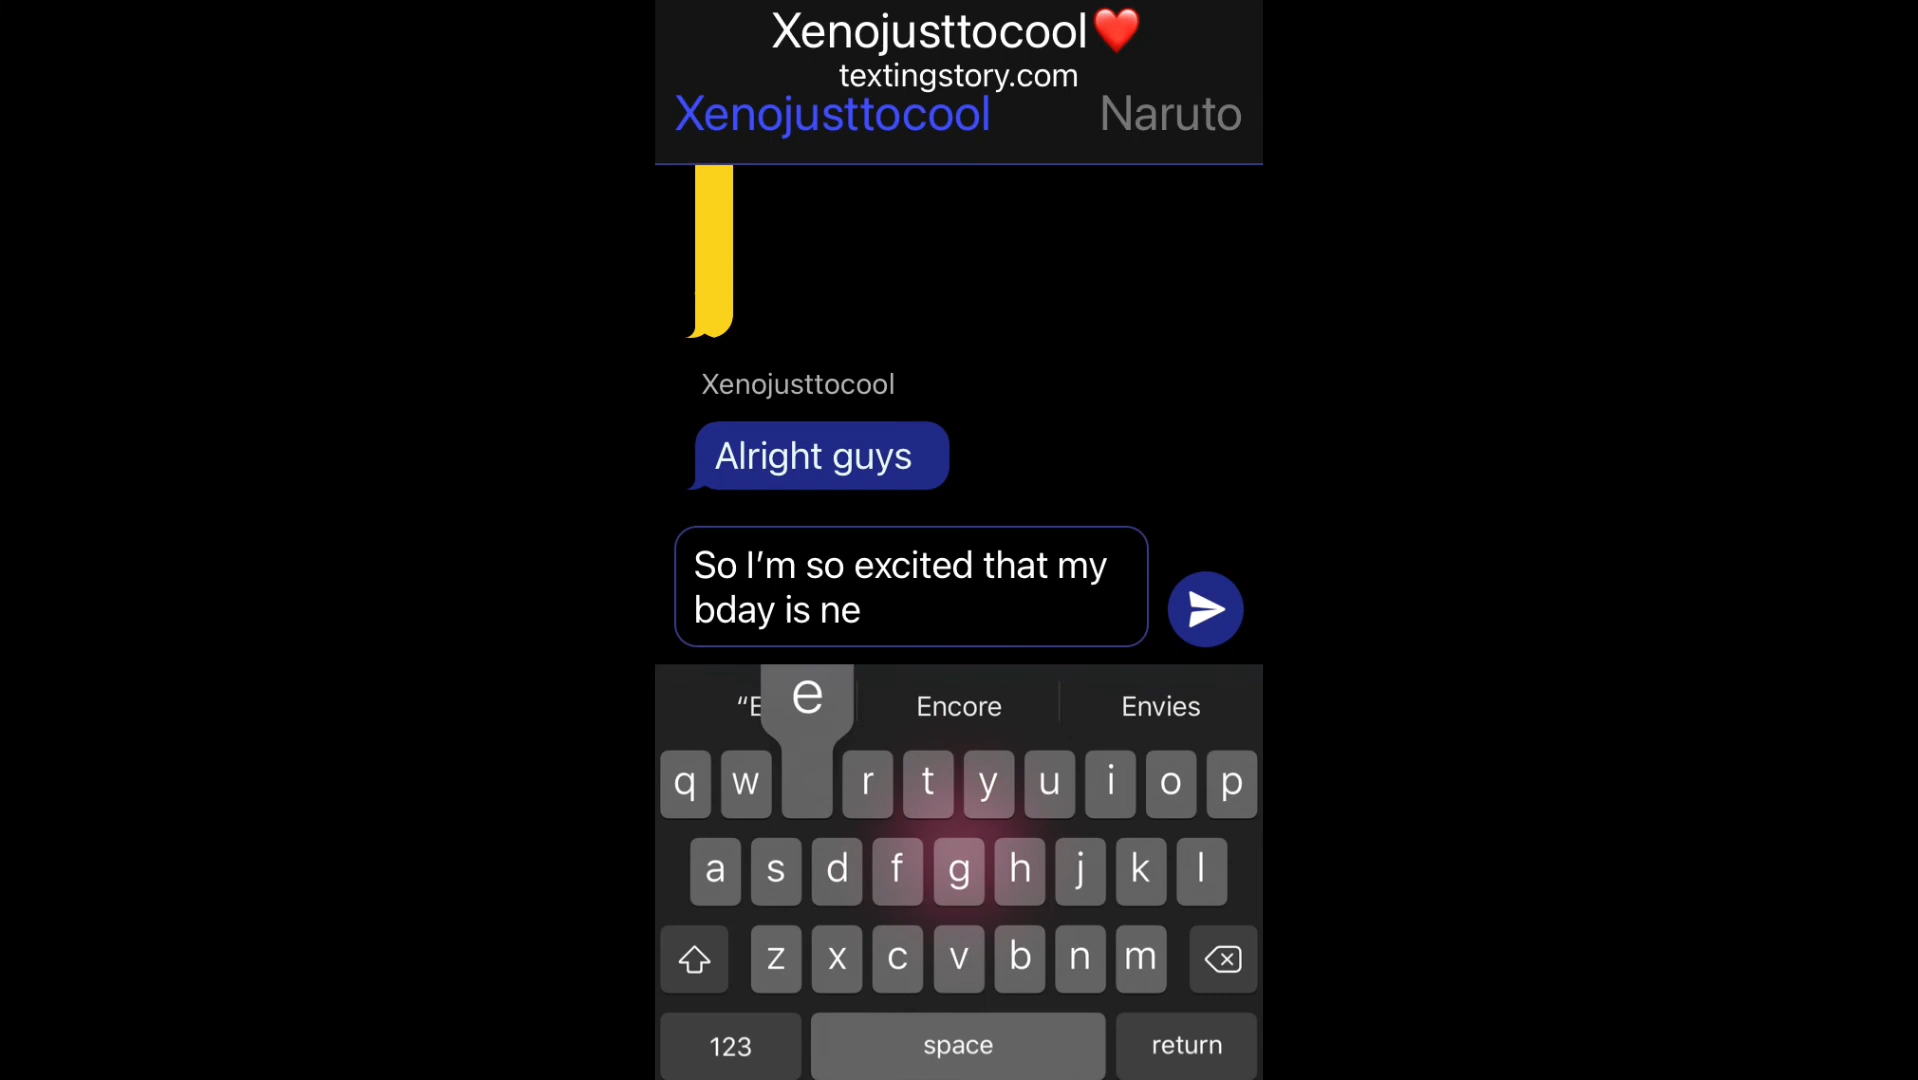 Xenojusttocool❤️
textingstory.com
Xenojusttocool Naruto
Xenojusttocool
Alright guys
So I'm so excited that my
bday is ne
“E e Encore Envies
q w r t y u i o p
a s d f g h j k l
z x c v b n m
123 space return